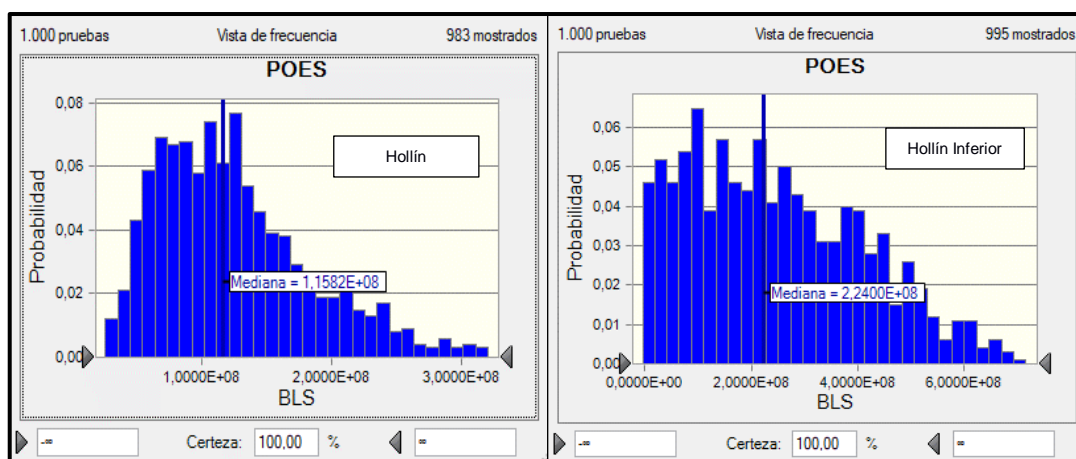 1.000 pruebas Vista de frecuencia 983 mostrados
POES
0,08
0,06
0,04
0,02
0,00
Probabilidad
Hollín
Mediana = 1,1582E+08
1,0000E+08 2,0000E+08 3,0000E+08
BLS
-∞ Certeza: 100,00 % ∞
1.000 pruebas Vista de frecuencia 995 mostrados
POES
0,06
0,05
0,04
0,03
0,02
0,01
0,00
Probabilidad
Hollín Inferior
Mediana = 2,2400E+08
0,0000E+00 2,0000E+08 4,0000E+08 6,0000E+08
BLS
-∞ Certeza: 100,00 % ∞